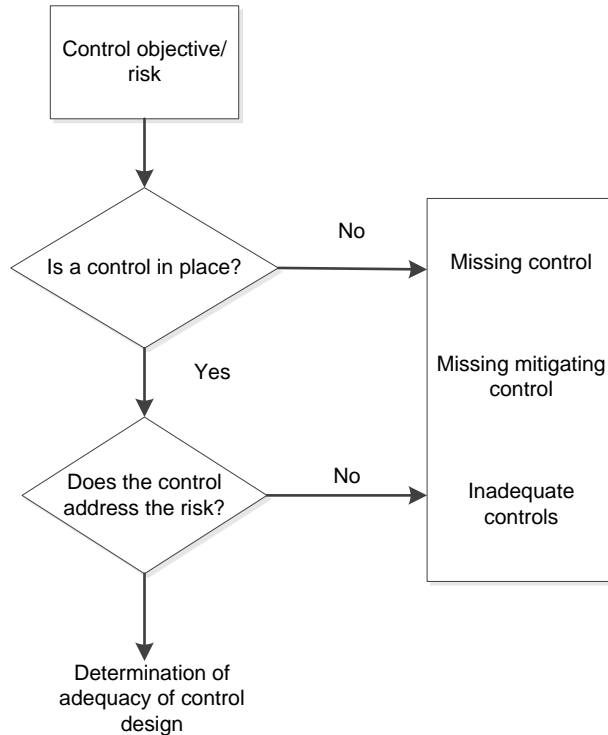 Control objective/
risk
Is a control in place?
No
Missing control
Missing mitigating
control
Yes
Does the control
address the risk?
No
Inadequate
controls
Determination of
adequacy of control
design